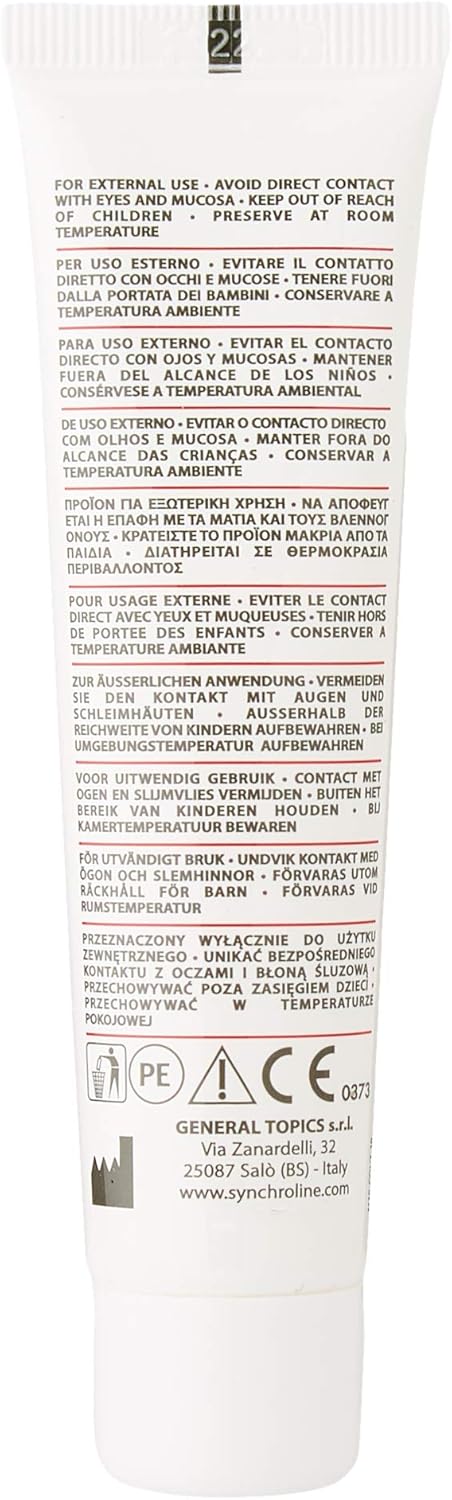 22
FOR EXTERNAL USE • AVOID DIRECT CONTACT
WITH EYES AND MUCOSA • KEEP OUT OF REACH
OF CHILDREN • PRESERVE AT ROOM
TEMPERATURE
PER USO ESTERNO • EVITARE IL CONTATTO
DIRETTO CON OCCHI E MUCOSE • TENERE FUORI
DALLA PORTATA DEI BAMBINI • CONSERVARE A
TEMPERATURA AMBIENTE
PARA USO EXTERNO • EVITAR EL CONTACTO
DIRECTO CON OJOS Y MUCOSAS • MANTENER
FUERA DEL ALCANCE DE LOS NIÑOS •
CONSÉRVESE A TEMPERATURA AMBIENTAL
DE USO EXTERNO • EVITAR O CONTACTO DIRECTO
COM OLHOS E MUCOSA • MANTER FORA DO
ALCANCE DAS CRIANÇAS • CONSERVAR A
TEMPERATURA AMBIENTE
ΠΡΟΪΟΝ ΓΙΑ ΕΞΩΤΕΡΙΚΗ ΧΡΗΣΗ • ΝΑ ΑΠΟΦΕΥΓ
ΕΤΑΙ Η ΕΠΑΦΗ ΜΕ ΤΑ ΜΑΤΙΑ ΚΑΙ ΤΟΥΣ ΒΛΕΝΝΟΓ
ΟΝΟΥΣ • ΚΡΑΤΕΙΣΤΕ ΤΟ ΠΡΟΪΟΝ ΜΑΚΡΙΑ ΑΠΟ ΤΑ
ΠΑΙΔΙΑ • ΔΙΑΤΗΡΕΙΤΑΙ ΣΕ ΘΕΡΜΟΚΡΑΣΙΑ
ΠΕΡΙΒΑΛΛΟΝΤΟΣ
POUR USAGE EXTERNE • EVITER LE CONTACT
DIRECT AVEC YEUX ET MUQUEUSES • TENIR HORS
DE PORTEE DES ENFANTS • CONSERVER A
TEMPERATURE AMBIANTE
ZUR ÄUSSERLICHEN ANWENDUNG • VERMEIDEN
SIE DEN KONTAKT MIT AUGEN UND
SCHLEIMHÄUTEN • AUSSERHALB DER
REICHWEITE VON KINDERN AUFBEWAHREN • BEI
UMGEBUNGSTEMPERATUR AUFBEWAHREN
VOOR UITWENDIG GEBRUIK • CONTACT MET
OGEN EN SLIJMVLIES VERMIJDEN • BUITEN HET
BEREIK VAN KINDEREN HOUDEN • BIJ
KAMERTEMPERATUUR BEWAREN
FÖR UTVÄNDIGT BRUK • UNDVIK KONTAKT MED
ÖGON OCH SLEMHINNOR • FÖRVARAS UTOM
RÄCKHÅLL FÖR BARN • FÖRVARAS VID
RUMSTEMPERATUR
PRZEZNACZONY WYŁĄCZNIE DO UŻYTKU
ZEWNĘTRZNEGO • UNIKAĆ BEZPOŚREDNIEGO
KONTAKTU Z OCZAMI I BŁONĄ ŚLUZOWĄ •
PRZECHOWYWAĆ POZA ZASIĘGIEM DZIECI •
PRZECHOWYWAĆ W TEMPERATURZE
POKOJOWEJ
PE
CE 0373
GENERAL TOPICS s.r.l.
Via Zanardelli, 32
25087 Salò (BS) - Italy
www.synchroline.com